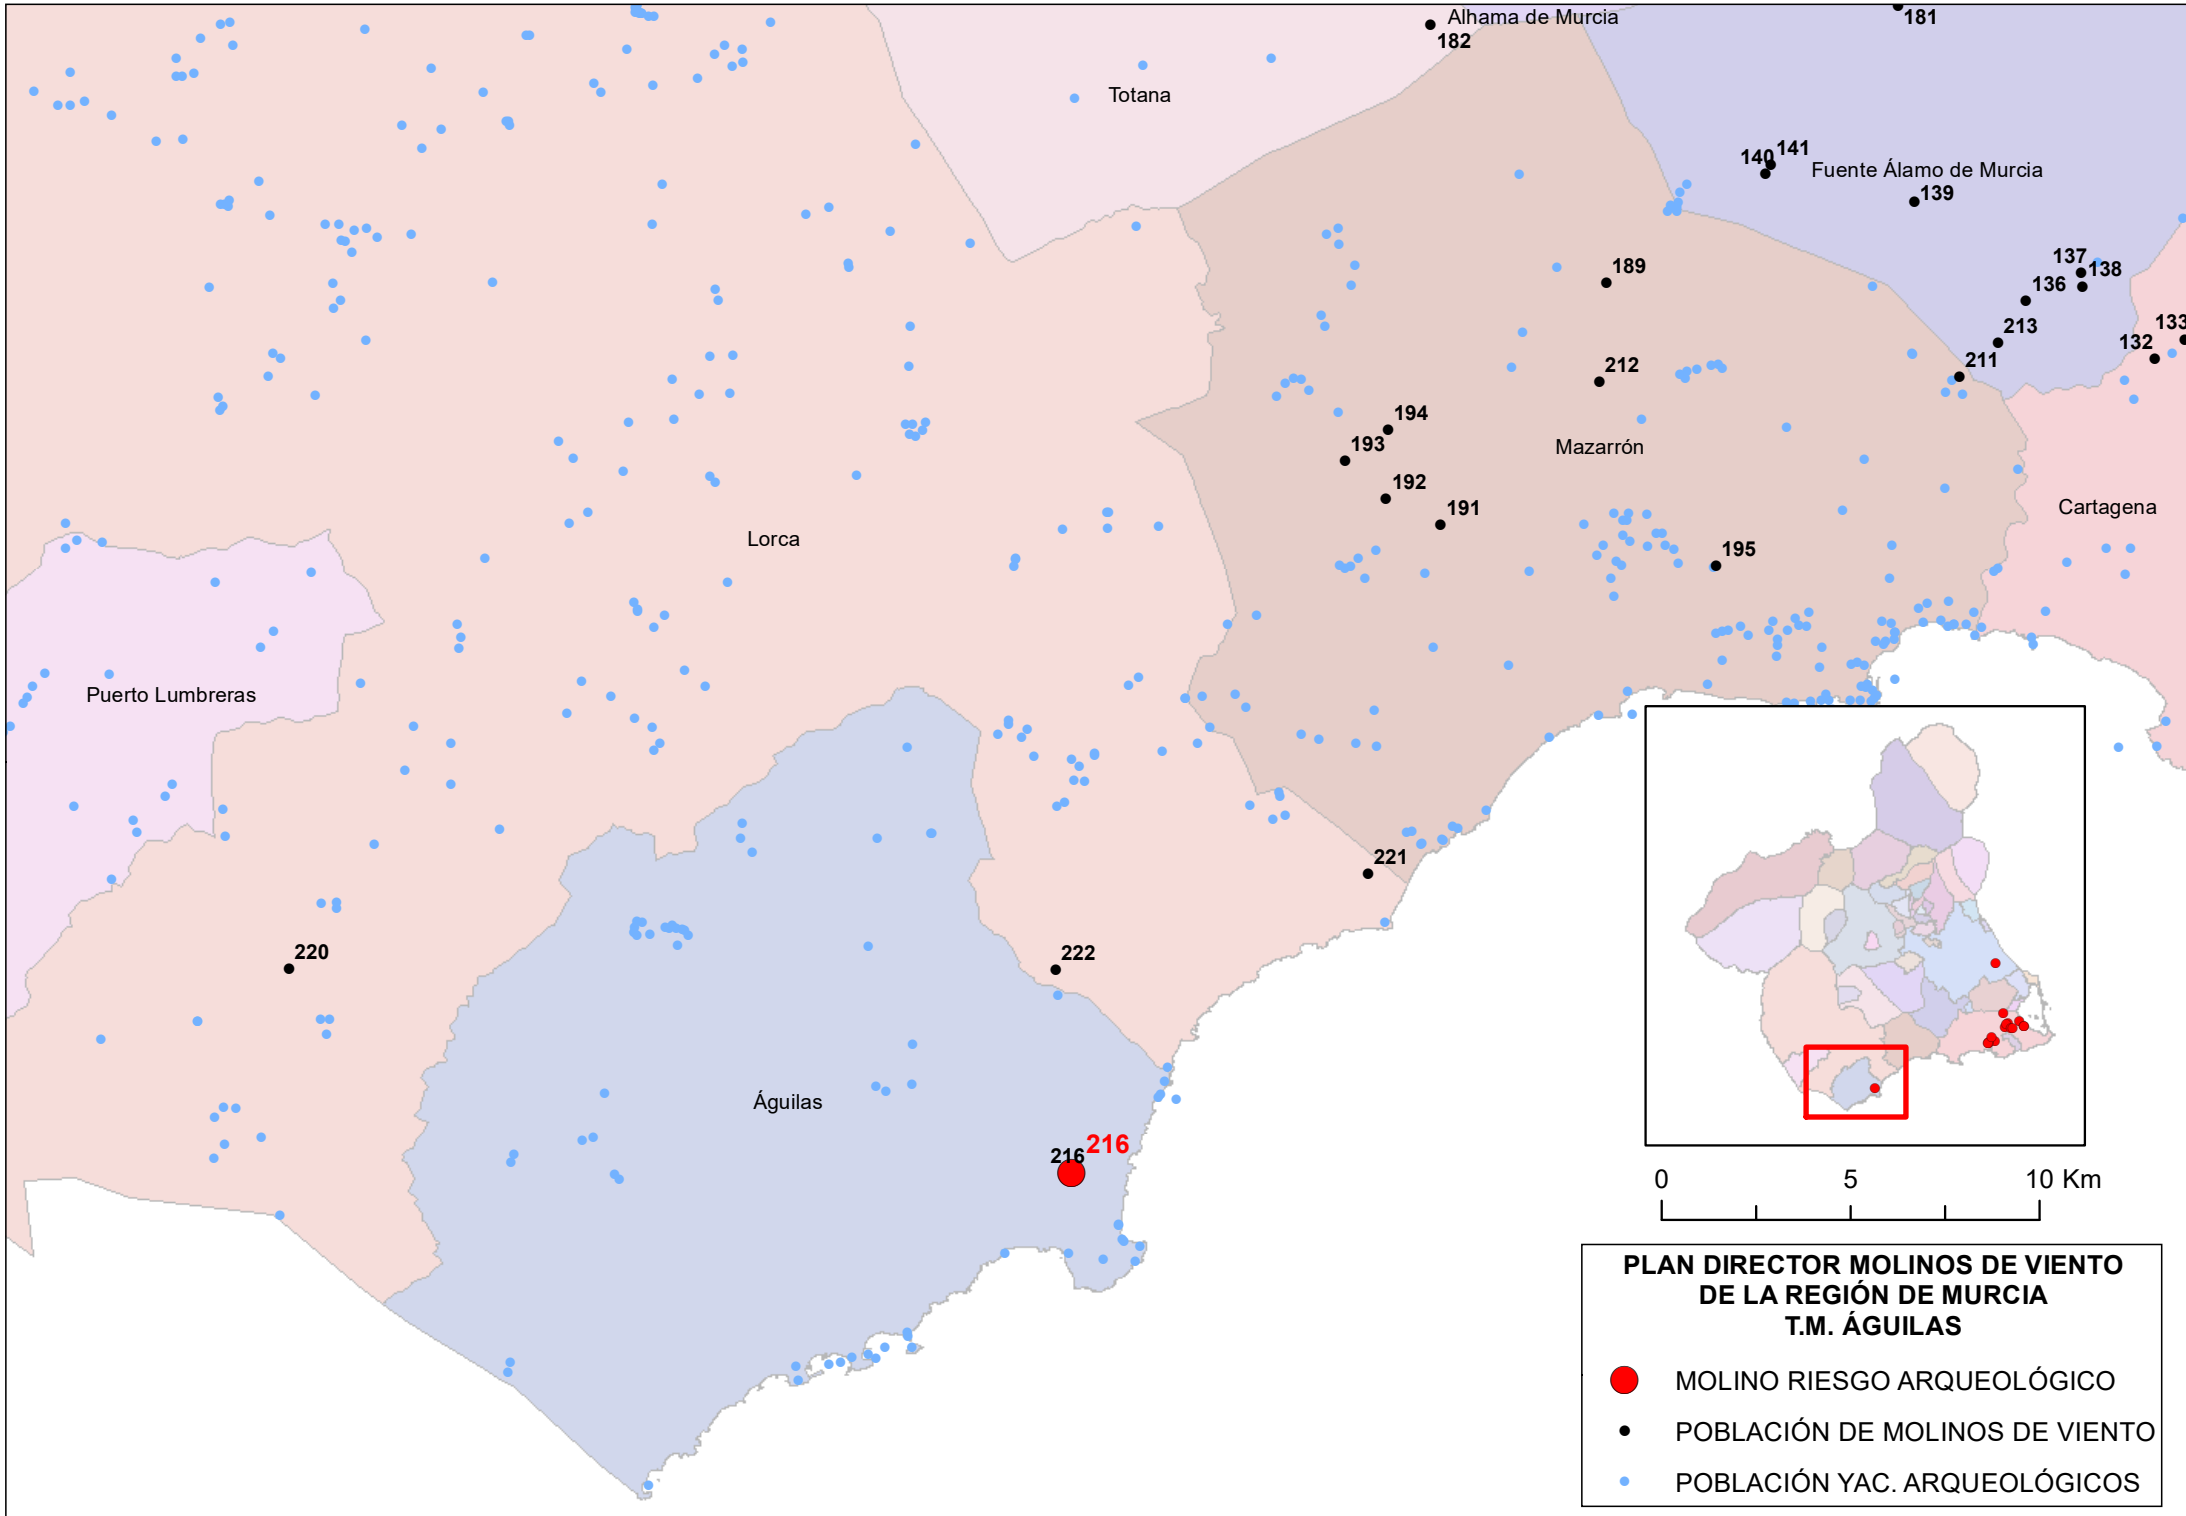 Alhama de Murcia
181
182
Totana
140
141
Fuente Álamo de Murcia
139
189
137
138
136
213
133
132
211
212
194
193
Mazarrón
192
191
Cartagena
Lorca
195
Puerto Lumbreras
221
220
222
Águilas
216
216
0 5 10 Km
PLAN DIRECTOR MOLINOS DE VIENTO
DE LA REGIÓN DE MURCIA
T.M. ÁGUILAS
MOLINO RIESGO ARQUEOLÓGICO
POBLACIÓN DE MOLINOS DE VIENTO
POBLACIÓN YAC. ARQUEOLÓGICOS